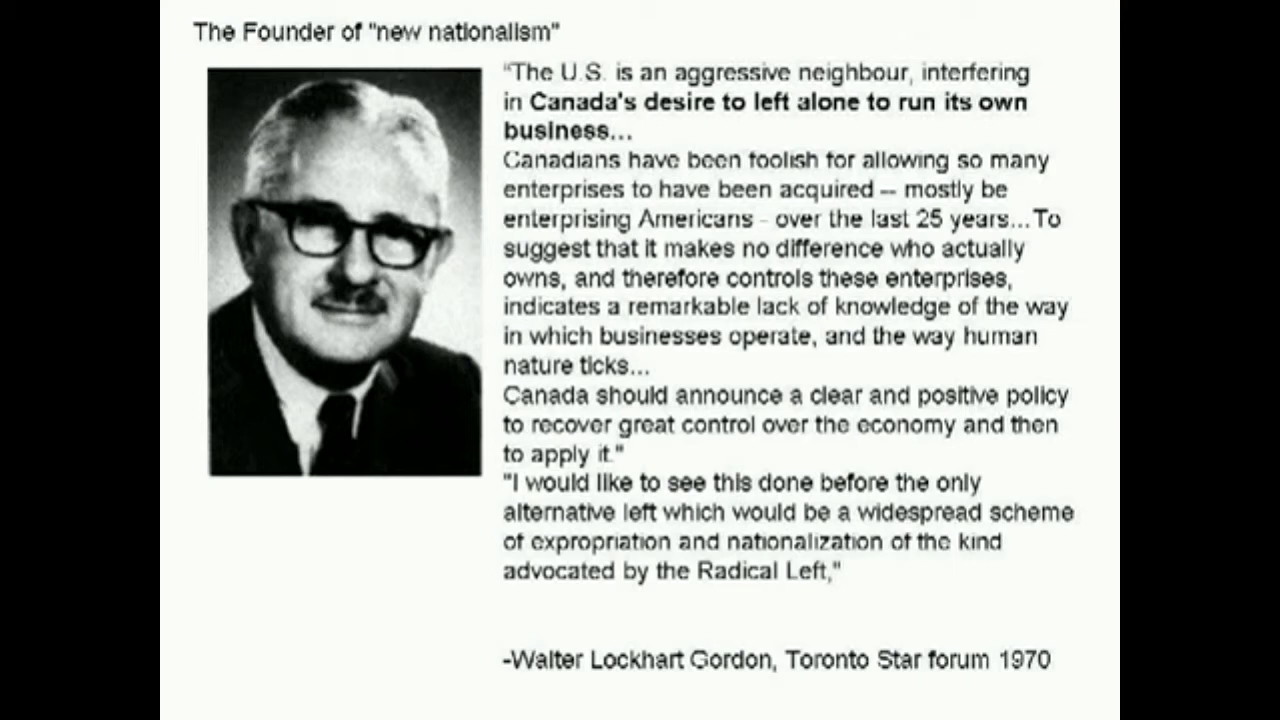 The Founder of "new nationalism"
"The U.S. is an aggressive neighbour, interfering
in Canada's desire to left alone to run its own
business...
Canadians have been foolish for allowing so many
enterprises to have been acquired -- mostly be
enterprising Americans - over the last 25 years...To
suggest that it makes no difference who actually
owns, and therefore controls these enterprises,
indicates a remarkable lack of knowledge of the way
in which businesses operate, and the way human
nature ticks...
Canada should announce a clear and positive policy
to recover great control over the economy and then
to apply it."
"I would like to see this done before the only
alternative left which would be a widespread scheme
of expropriation and nationalization of the kind
advocated by the Radical Left,"
-Walter Lockhart Gordon, Toronto Star forum 1970